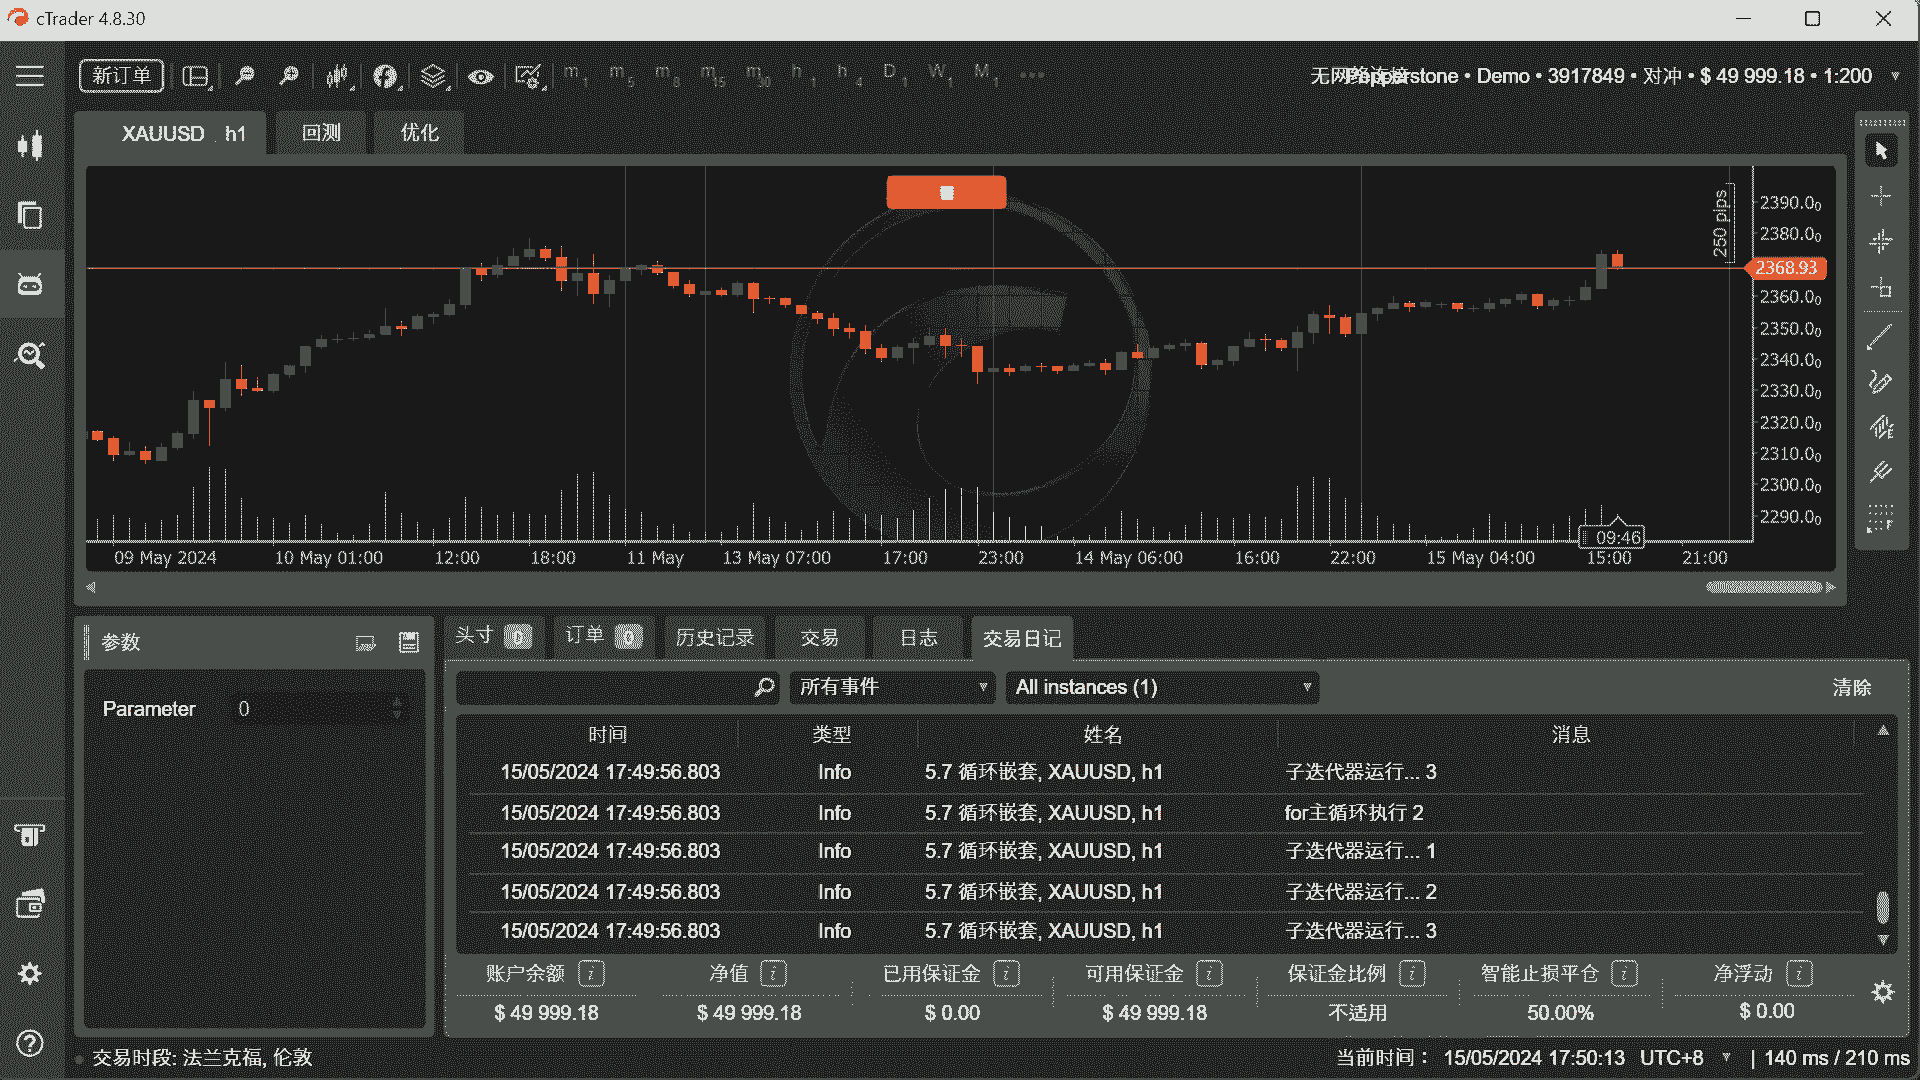 cTrader 4.8.30
新订单
m1 m5 m8 m15 m30 h1 h4 D1 W1 M1
Pepperstone • Demo • 3917849 • 对冲 • $ 49 999.18 • 1:200
XAUUSD h1 回测 优化
250 pips
2390.00
2380.00
2368.93
2360.00
2350.00
2340.00
2330.00
2320.00
2310.00
2300.00
2290.00
09:46
09 May 2024 10 May 01:00 12:00 18:00 11 May 13 May 07:00 17:00 23:00 14 May 06:00 16:00 22:00 15 May 04:00 15:00 21:00
参数
Parameter 0
头寸 0 订单 0 历史记录 交易 日志 交易日记
所有事件 All instances (1) 清除
时间 类型 姓名 消息
15/05/2024 17:49:56.803 Info 5.7 循环嵌套, XAUUSD, h1 子迭代器运行... 3
15/05/2024 17:49:56.803 Info 5.7 循环嵌套, XAUUSD, h1 for主循环执行 2
15/05/2024 17:49:56.803 Info 5.7 循环嵌套, XAUUSD, h1 子迭代器运行... 1
15/05/2024 17:49:56.803 Info 5.7 循环嵌套, XAUUSD, h1 子迭代器运行... 2
15/05/2024 17:49:56.803 Info 5.7 循环嵌套, XAUUSD, h1 子迭代器运行... 3
账户余额 净值 已用保证金 可用保证金 保证金比例 智能止损平仓 净浮动
$ 49 999.18 $ 49 999.18 $ 0.00 $ 49 999.18 不适用 50.00% $ 0.00
交易时段: 法兰克福, 伦敦
当前时间： 15/05/2024 17:50:13 UTC+8 | 140 ms / 210 ms